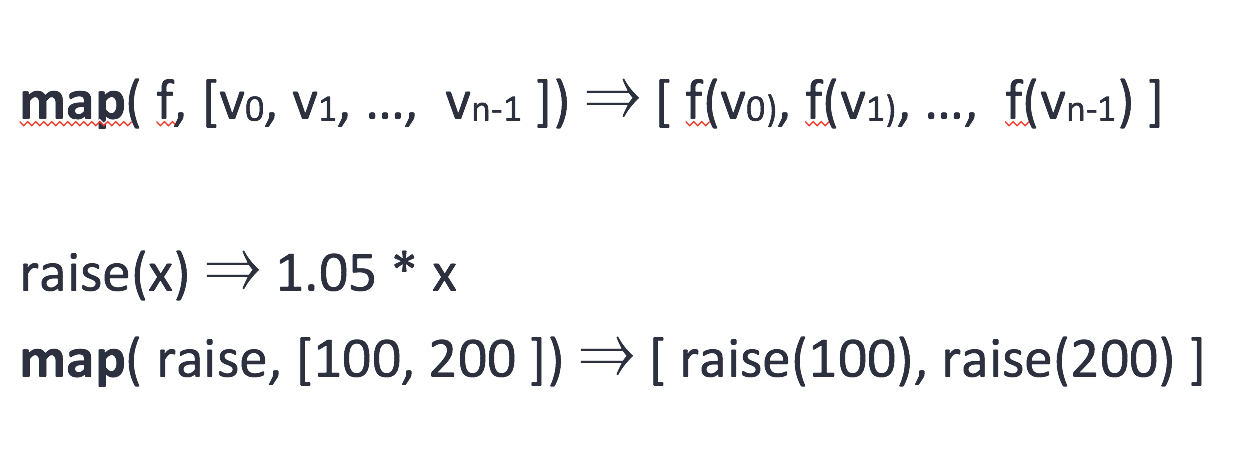 map( f, [v0, v1, ...,  vn-1 ]) ⇒ [ f(v0), f(v1), ...,  f(vn-1) ]
raise(x) ⇒ 1.05 * x
map( raise, [100, 200 ]) ⇒ [ raise(100), raise(200) ]